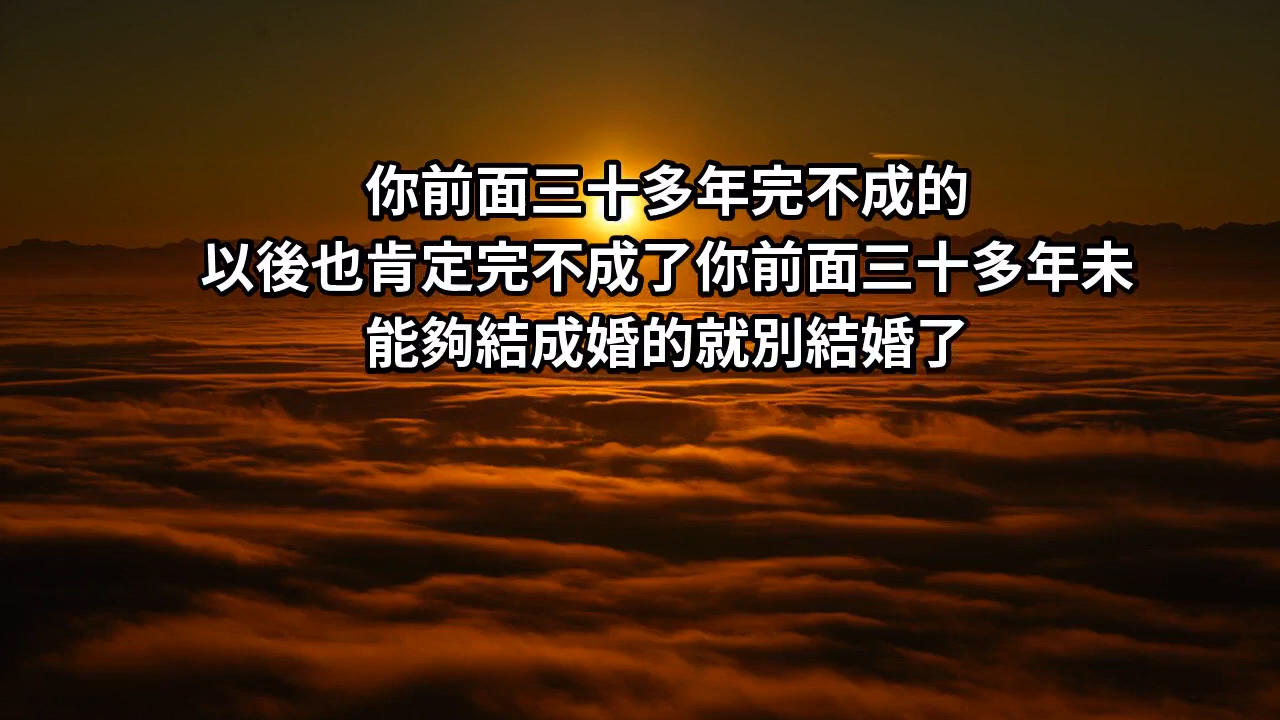 你前面三十多年完不成的
以後也肯定完不成了你前面三十多年未
能夠結成婚的就別結婚了